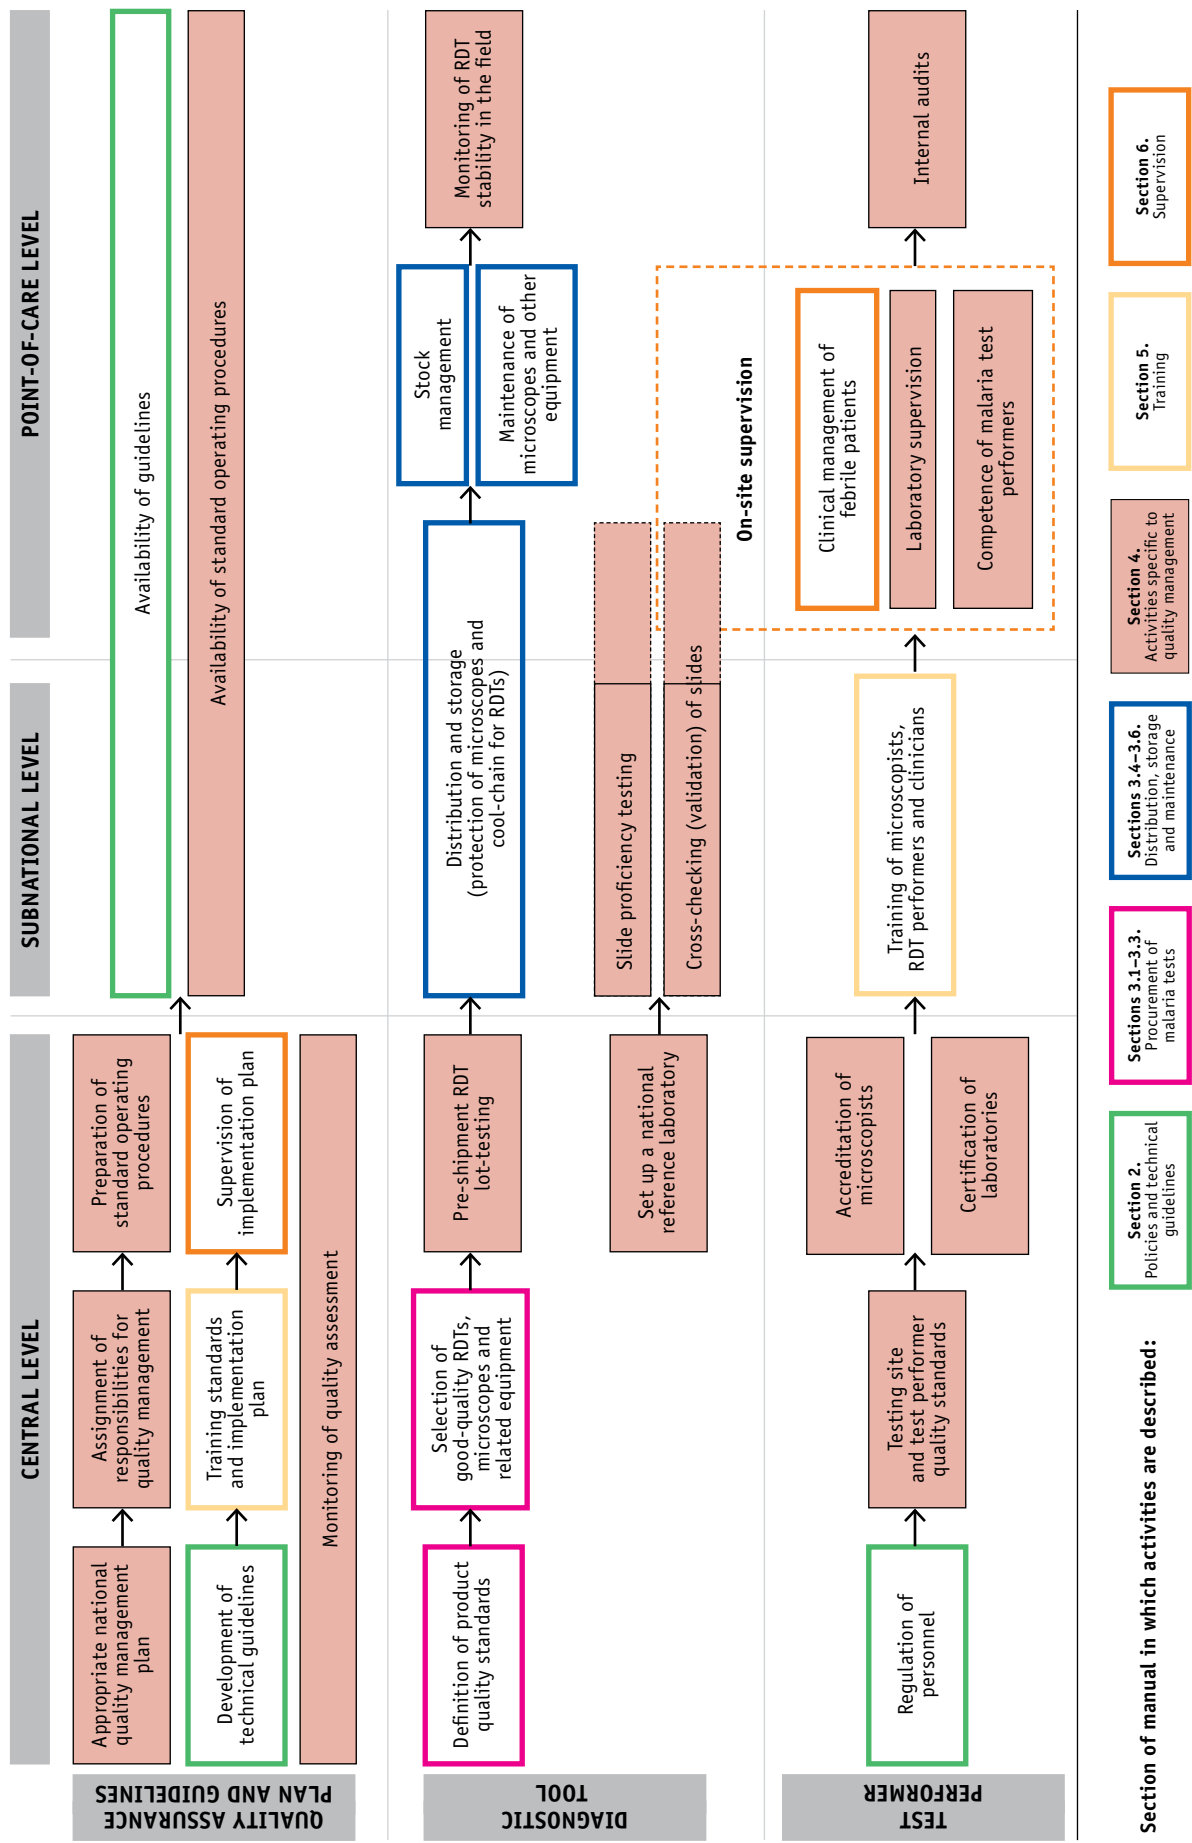 CENTRAL LEVEL
SUBNATIONAL LEVEL
POINT-OF-CARE LEVEL
QUALITY ASSURANCE
PLAN AND GUIDELINES
Appropriate national
quality management
plan
Assignment of
responsibilities for
quality management
Preparation of
standard operating
procedures
Development of
technical guidelines
Training standards
and implementation
plan
Supervision of
implementation plan
Monitoring of quality assessment
Availability of guidelines
Availability of standard operating procedures
DIAGNOSTIC
TOOL
Definition of product
quality standards
Selection of
good-quality RDTs,
microscopes and
related equipment
Pre-shipment RDT
lot-testing
Distribution and storage
(protection of microscopes and
cool-chain for RDTs)
Stock
management
Maintenance of
microscopes and other
equipment
Monitoring of RDT
stability in the field
Set up a national
reference laboratory
Slide proficiency testing
Cross-checking (validation) of slides
TEST
PERFORMER
Regulation of
personnel
Testing site
and test performer
quality standards
Accreditation of
microscopists
Certification of
laboratories
Training of microscopists,
RDT performers and clinicians
On-site supervision
Clinical management of
febrile patients
Laboratory supervision
Competence of malaria test
performers
Internal audits
Section of manual in which activities are described:
Section 2.
Policies and technical
guidelines
Sections 3.1–3.3.
Procurement of
malaria tests
Sections 3.4–3.6.
Distribution, storage
and maintenance
Section 4.
Activities specific to
quality management
Section 5.
Training
Section 6.
Supervision